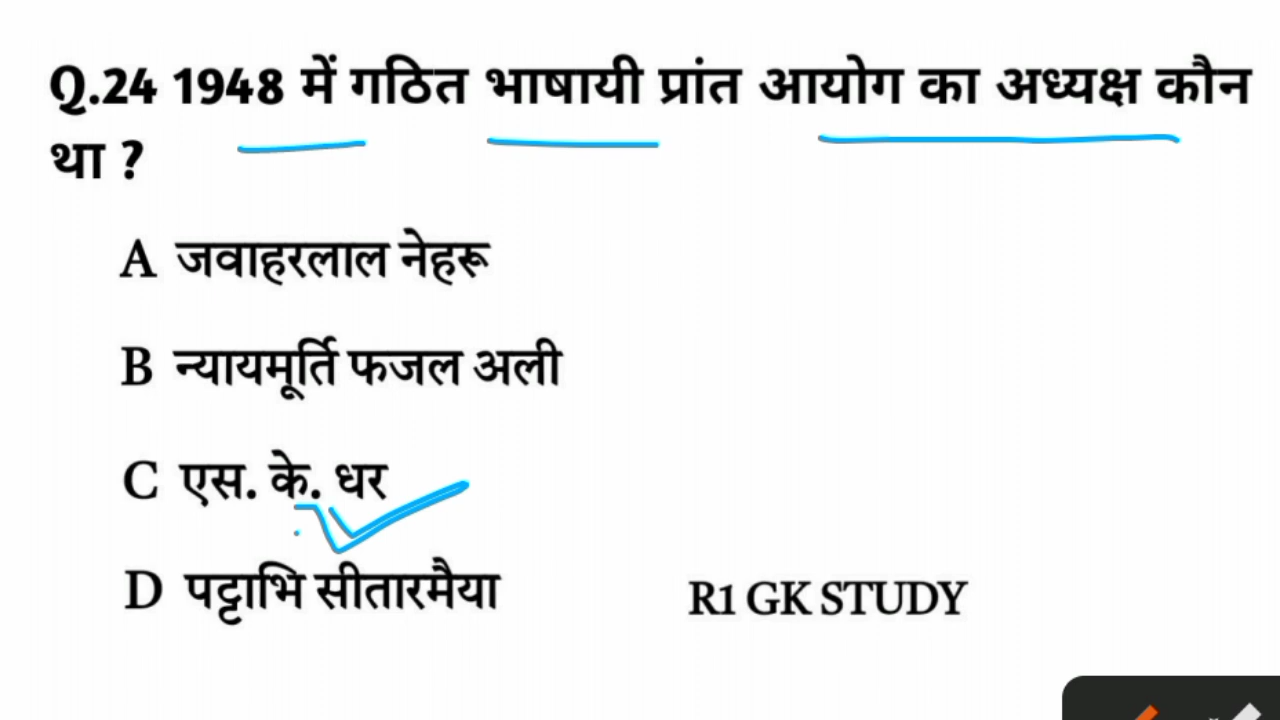 Q.24 1948 में गठित भाषायी प्रांत आयोग का अध्यक्ष कौन
था ?
A जवाहरलाल नेहरू
B न्यायमूर्ति फजल अली
C एस. के. धर
D पट्टाभि सीतारमैया
R1 GK STUDY